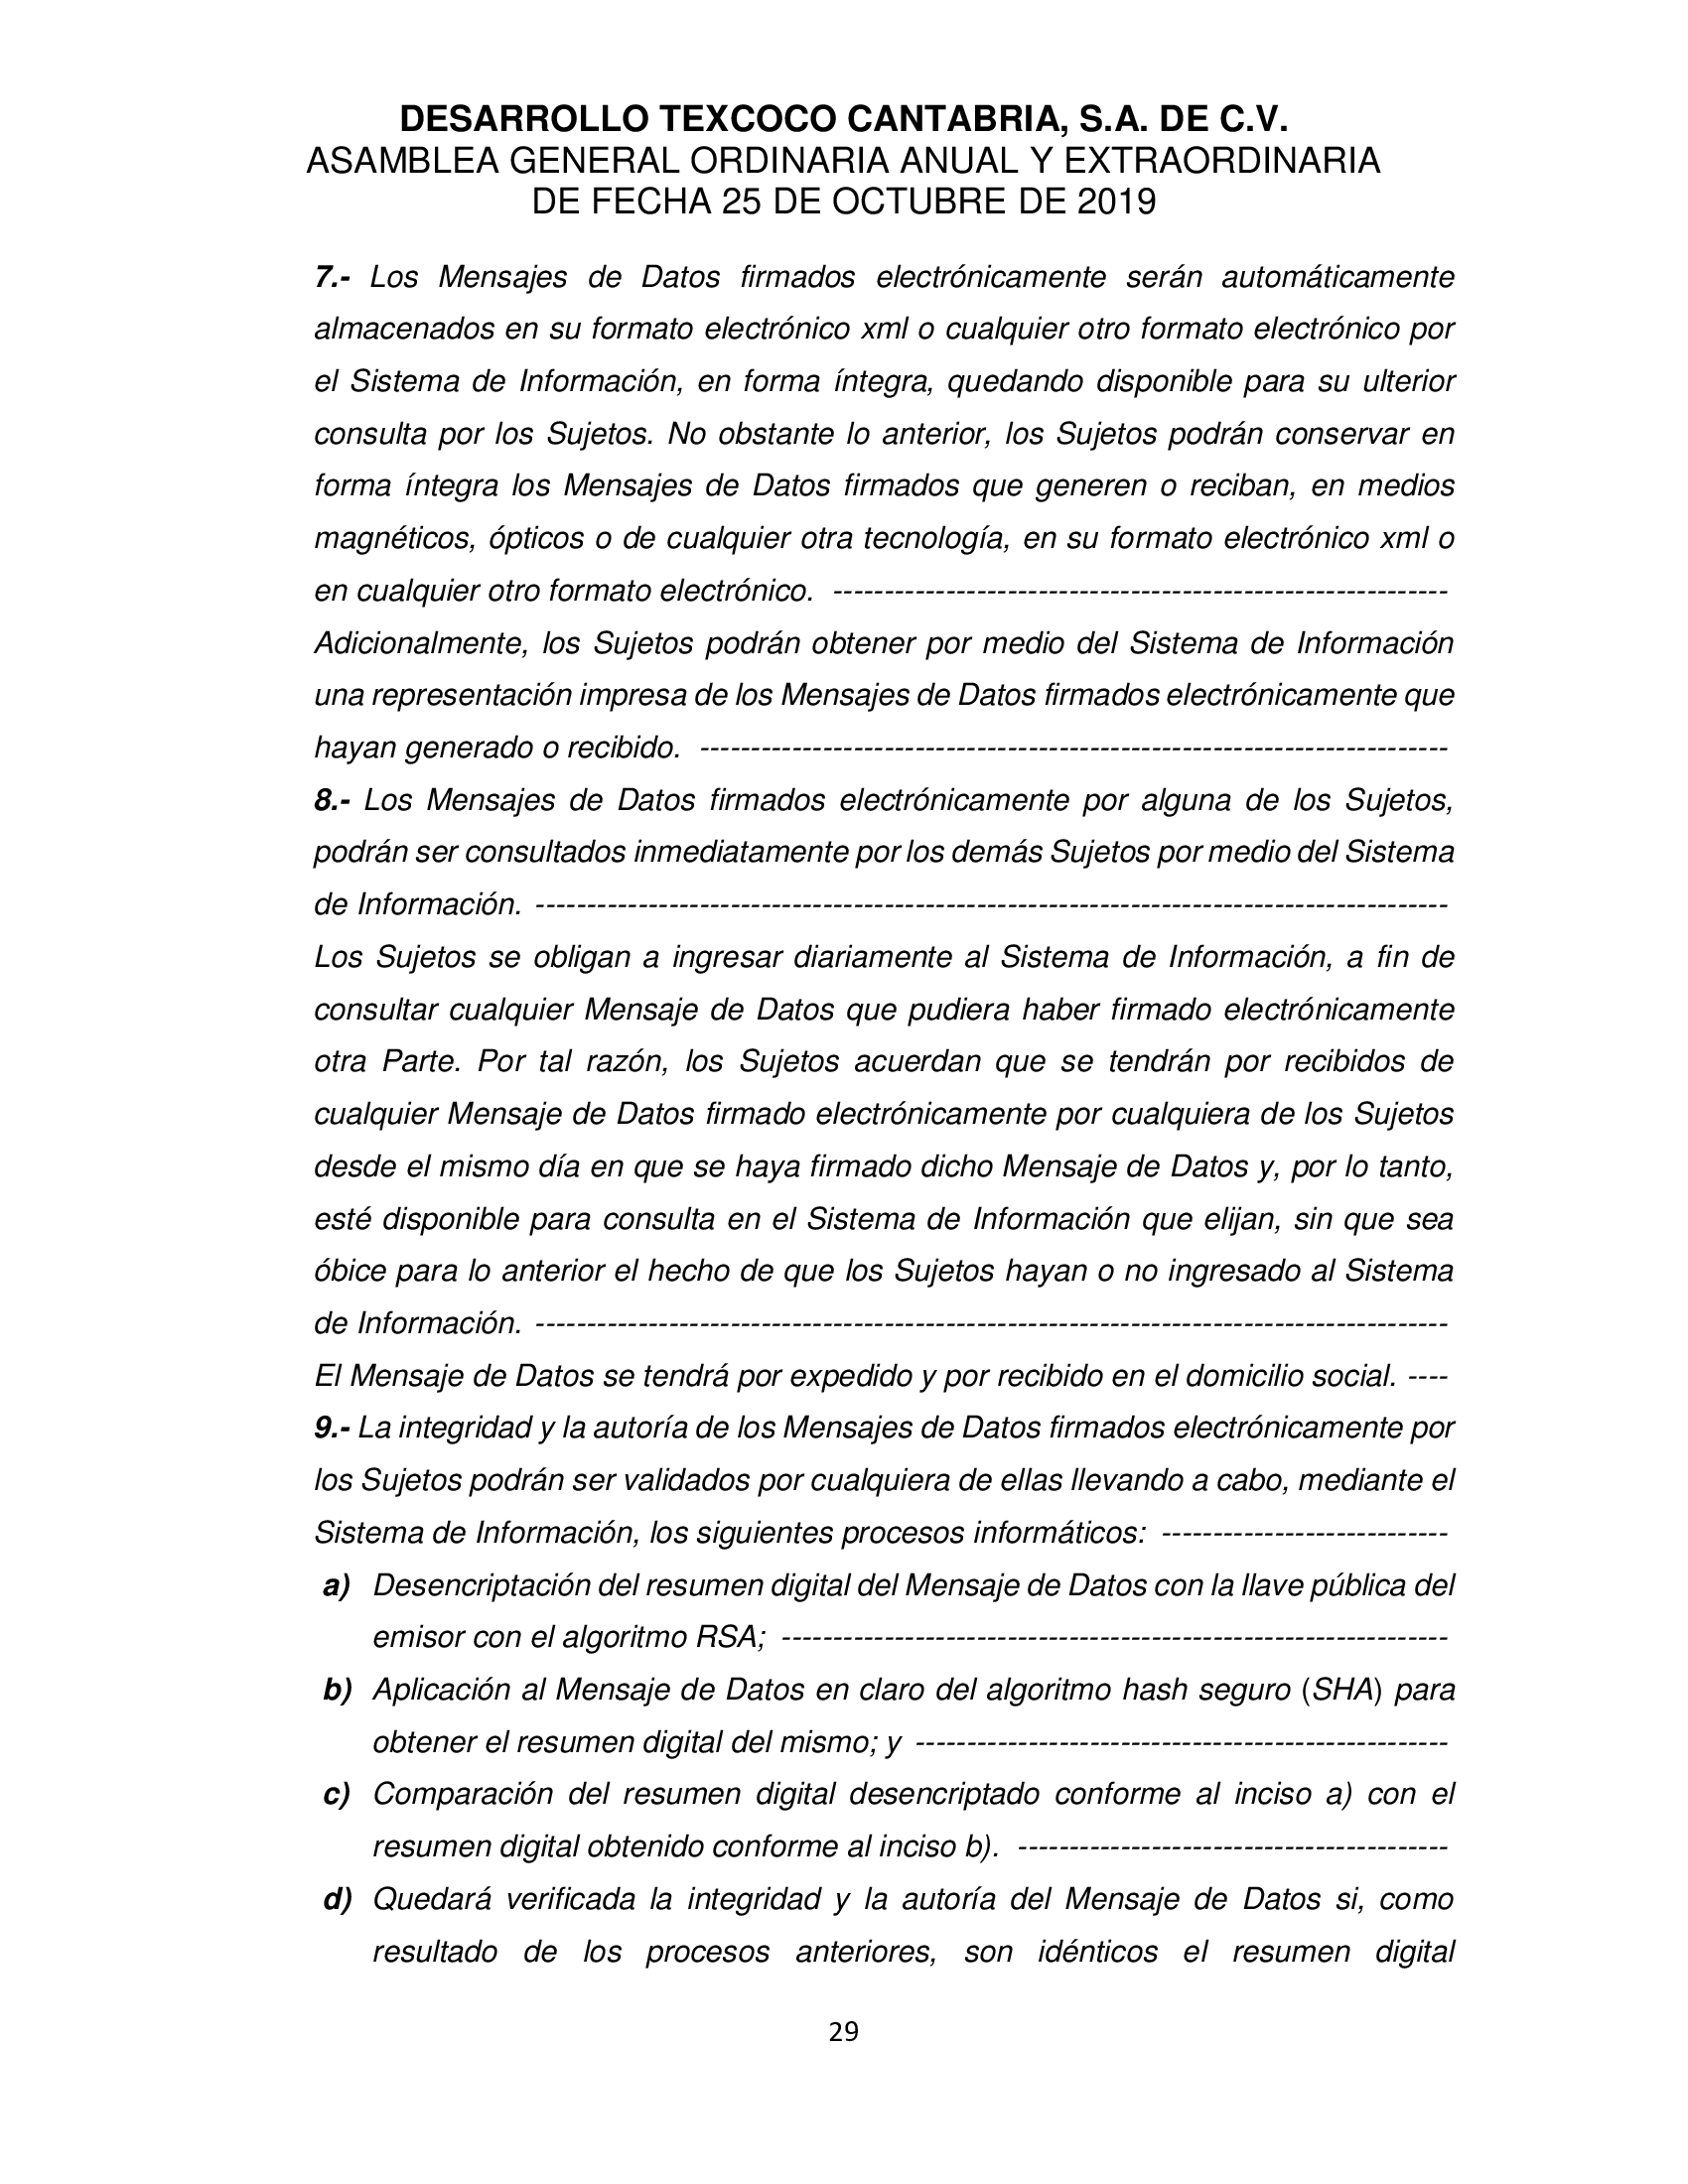 DESARROLLO TEXCOCO CANTABRIA, S.A. DE C.V.
ASAMBLEA GENERAL ORDINARIA ANUAL Y EXTRAORDINARIA
DE FECHA 25 DE OCTUBRE DE 2019
7.- Los Mensajes de Datos firmados electrónicamente serán automáticamente
almacenados en su formato electrónico xml o cualquier otro formato electrónico por
el Sistema de Información, en forma íntegra, quedando disponible para su ulterior
consulta por los Sujetos. No obstante lo anterior, los Sujetos podrán conservar en
forma íntegra los Mensajes de Datos firmados que generen o reciban, en medios
magnéticos, ópticos o de cualquier otra tecnología, en su formato electrónico xml o
en cualquier otro formato electrónico. ------------------------------------------------------------
Adicionalmente, los Sujetos podrán obtener por medio del Sistema de Información
una representación impresa de los Mensajes de Datos firmados electrónicamente que
hayan generado o recibido. -------------------------------------------------------------------------
8.- Los Mensajes de Datos firmados electrónicamente por alguna de los Sujetos,
podrán ser consultados inmediatamente por los demás Sujetos por medio del Sistema
de Información. -----------------------------------------------------------------------------------------
Los Sujetos se obligan a ingresar diariamente al Sistema de Información, a fin de
consultar cualquier Mensaje de Datos que pudiera haber firmado electrónicamente
otra Parte. Por tal razón, los Sujetos acuerdan que se tendrán por recibidos de
cualquier Mensaje de Datos firmado electrónicamente por cualquiera de los Sujetos
desde el mismo día en que se haya firmado dicho Mensaje de Datos y, por lo tanto,
esté disponible para consulta en el Sistema de Información que elijan, sin que sea
óbice para lo anterior el hecho de que los Sujetos hayan o no ingresado al Sistema
de Información. -----------------------------------------------------------------------------------------
El Mensaje de Datos se tendrá por expedido y por recibido en el domicilio social. ----
9.- La integridad y la autoría de los Mensajes de Datos firmados electrónicamente por
los Sujetos podrán ser validados por cualquiera de ellas llevando a cabo, mediante el
Sistema de Información, los siguientes procesos informáticos: ----------------------------
a) Desencriptación del resumen digital del Mensaje de Datos con la llave pública del
emisor con el algoritmo RSA; -----------------------------------------------------------------
b) Aplicación al Mensaje de Datos en claro del algoritmo hash seguro (SHA) para
obtener el resumen digital del mismo; y ----------------------------------------------------
c) Comparación del resumen digital desencriptado conforme al inciso a) con el
resumen digital obtenido conforme al inciso b). ------------------------------------------
d) Quedará verificada la integridad y la autoría del Mensaje de Datos si, como
resultado de los procesos anteriores, son idénticos el resumen digital
29